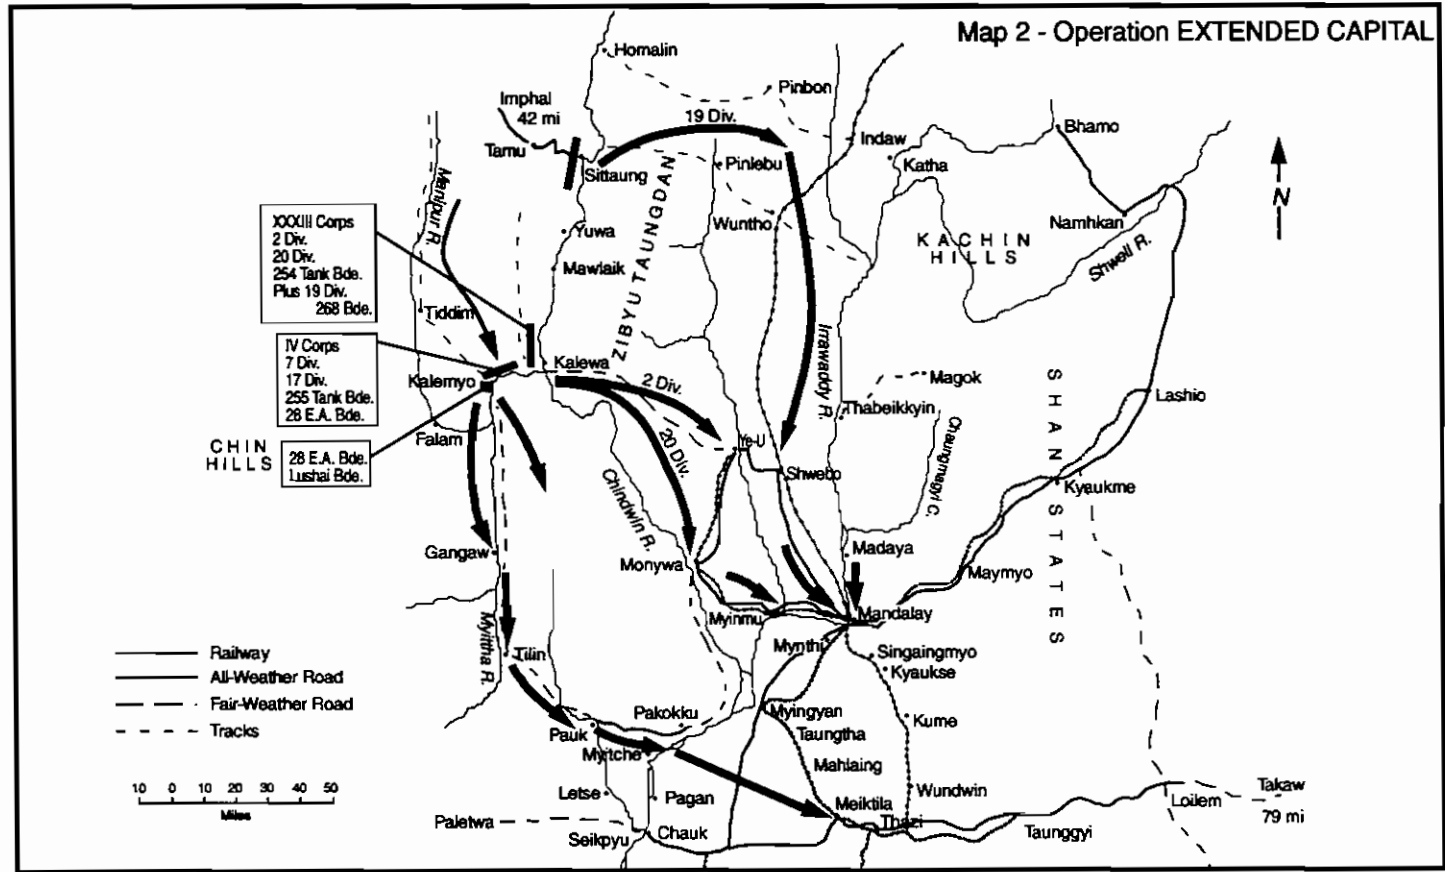 Map 2 - Operation EXTENDED CAPITAL
Homalin
Pinbon
Imphal
42 mi
19 Div.
Tamu
Sittaung
Pinlebu
Indaw
Katha
Bhamo
N
Manipur R.
XXXIII Corps
2 Div.
20 Div.
254 Tank Bde.
Plus 19 Div.
268 Bde.
Yuwa
Mawlaik
ZIBYU TAUNGDAN
Wuntho
KACHIN
HILLS
Namhkan
Shweli R.
Tiddim
IV Corps
7 Div.
17 Div.
255 Tank Bde.
28 E.A. Bde.
Kalemyo
Kalewa
2 Div.
20 Div.
Irrawaddy R.
Magok
Thabeikkyin
Chaungmagyi C.
SHAN STATES
Lashio
CHIN
HILLS
Falam
28 E.A. Bde.
Lushai Bde.
Ye-U
Shwebo
Kyaukme
Chindwin R.
Gangaw
Monywa
Madaya
Maymyo
Myinmu
Mandalay
Myittha R.
Tilin
Mynthi
Singaingmyo
Kyaukse
Railway
All-Weather Road
Fair-Weather Road
Tracks
Pakokku
Pauk
Myitche
Myingyan
Taungtha
Kume
Mahlaing
10 0 10 20 30 40 50
Miles
Letse
Pagan
Meiktila
Wundwin
Thazi
Takaw
79 mi
Loilem
Paletwa
Seikpyu
Chauk
Taunggyi